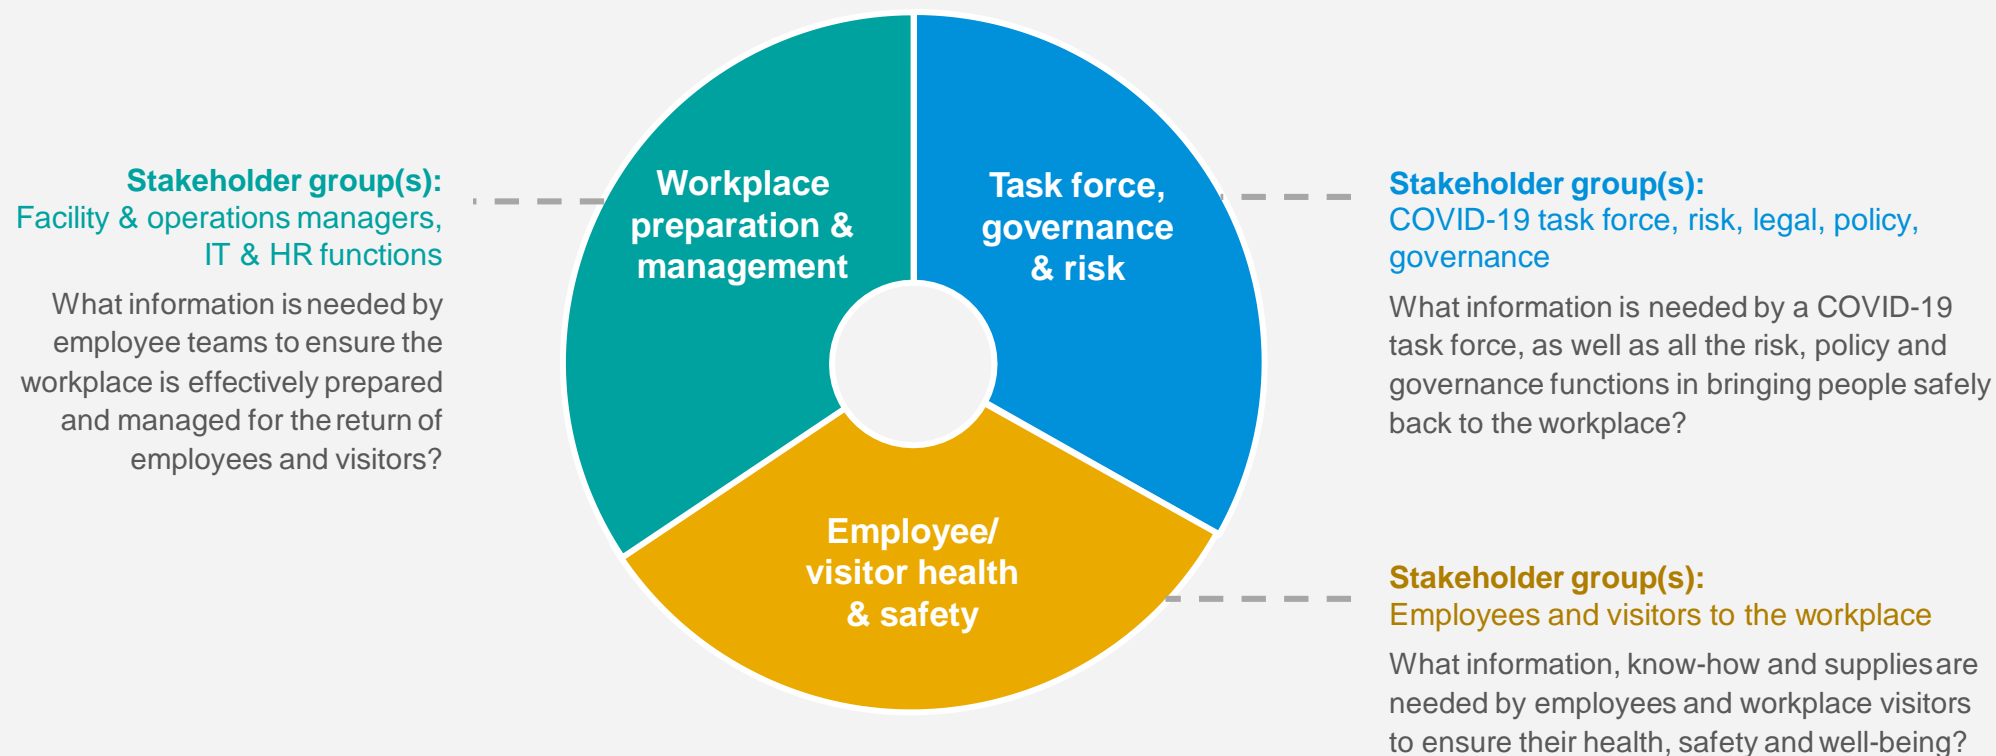 Stakeholder group(s):
Facility & operations managers,
IT & HR functions
What information is needed by
employee teams to ensure the
workplace is effectively prepared
and managed for the return of
employees and visitors?
Workplace
preparation &
management
Task force,
governance
& risk
Employee/
visitor health
& safety
Stakeholder group(s):
COVID-19 task force, risk, legal, policy,
governance
What information is needed by a COVID-19
task force, as well as all the risk, policy and
governance functions in bringing people safely
back to the workplace?
Stakeholder group(s):
Employees and visitors to the workplace
What information, know-how and supplies are
needed by employees and workplace visitors
to ensure their health, safety and well-being?